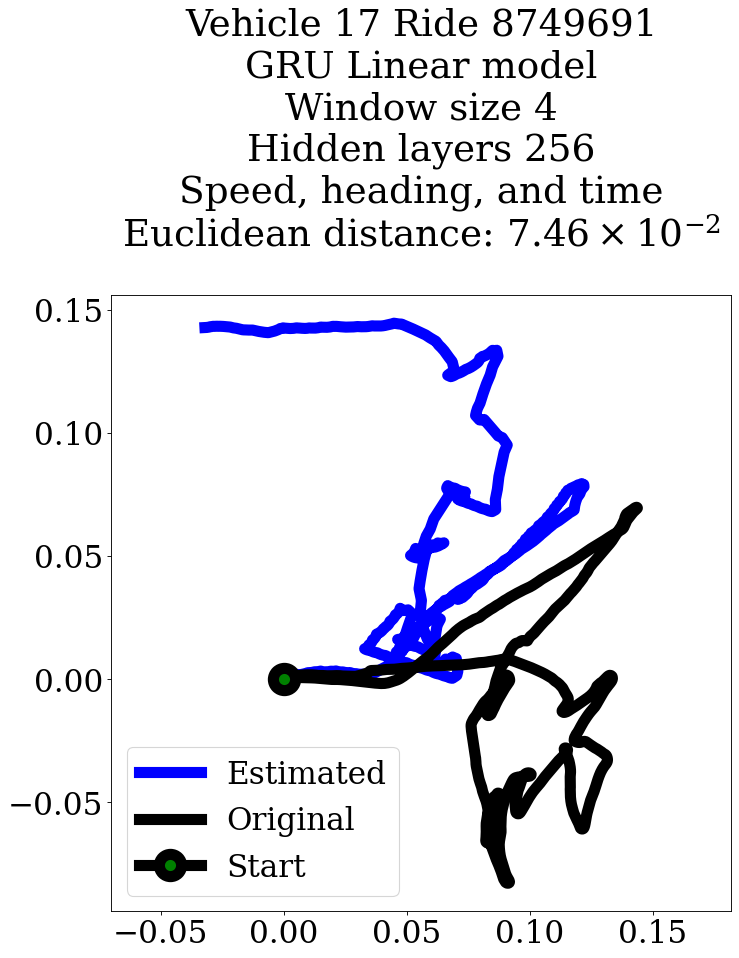 Vehicle 17 Ride 8749691
GRU Linear model
Window size 4
Hidden layers 256
Speed, heading, and time
Euclidean distance: 7.46 × 10⁻²
0.15
0.10
0.05
0.00
−0.05
Estimated
Original
Start
−0.05 0.00 0.05 0.10 0.15